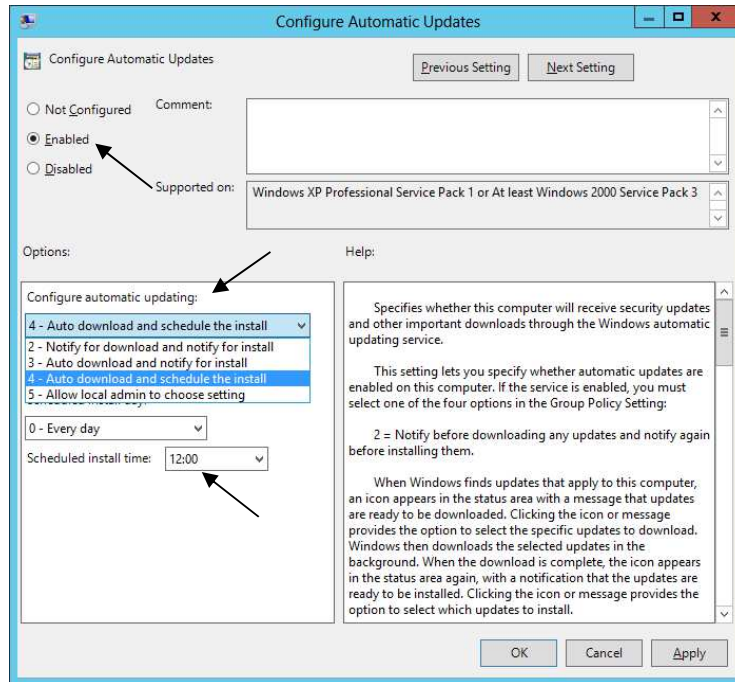 Configure Automatic Updates
Configure Automatic Updates
Previous Setting
Next Setting
Not Configured
Enabled
Disabled
Comment:
Supported on:
Windows XP Professional Service Pack 1 or At least Windows 2000 Service Pack 3
Options:
Help:
Configure automatic updating:
4 - Auto download and schedule the install
2 - Notify for download and notify for install
3 - Auto download and notify for install
4 - Auto download and schedule the install
5 - Allow local admin to choose setting
0 - Every day
Scheduled install time:
12:00
Specifies whether this computer will receive security updates
and other important downloads through the Windows automatic
updating service.
This setting lets you specify whether automatic updates are
enabled on this computer. If the service is enabled, you must
select one of the four options in the Group Policy Setting:
2 = Notify before downloading any updates and notify again
before installing them.
When Windows finds updates that apply to this computer,
an icon appears in the status area with a message that updates
are ready to be downloaded. Clicking the icon or message
provides the option to select the specific updates to download.
Windows then downloads the selected updates in the
background. When the download is complete, the icon appears
in the status area again, with a notification that the updates are
ready to be installed. Clicking the icon or message provides the
option to select which updates to install.
OK
Cancel
Apply